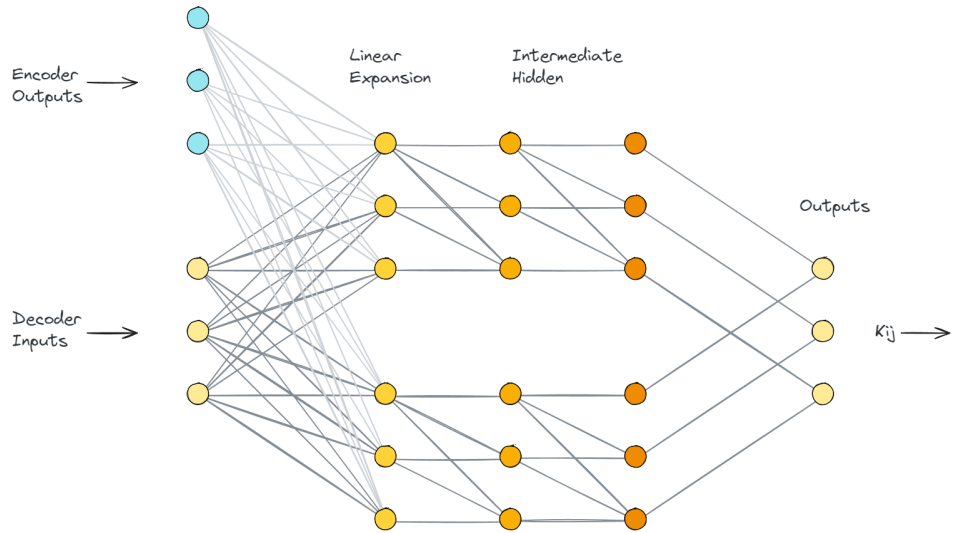 Linear
Expansion
Intermediate
Hidden
Encoder
Outputs
Outputs
Decoder
Inputs
Kij